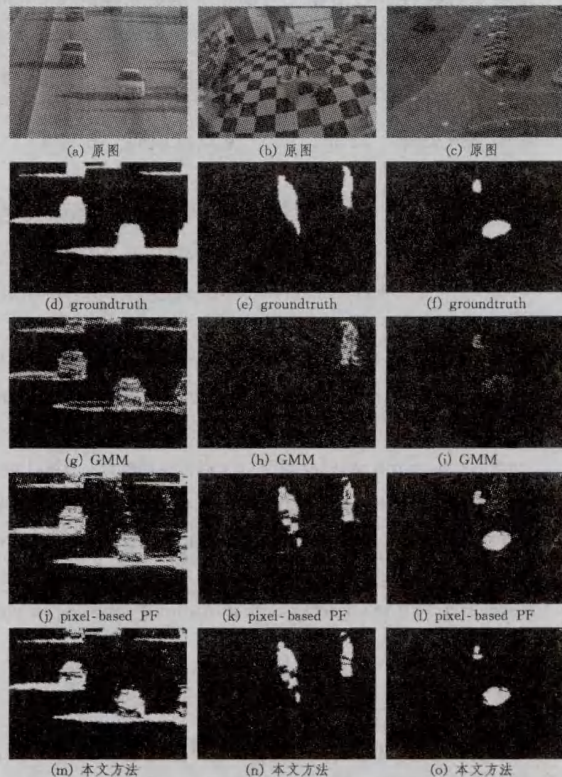 (a) 原图
(b) 原图
(c) 原图
(d) groundtruth
(e) groundtruth
(f) groundtruth
(g) GMM
(h) GMM
(i) GMM
(j) pixel-based PF
(k) pixel-based PF
(l) pixel-based PF
(m) 本文方法
(n) 本文方法
(o) 本文方法